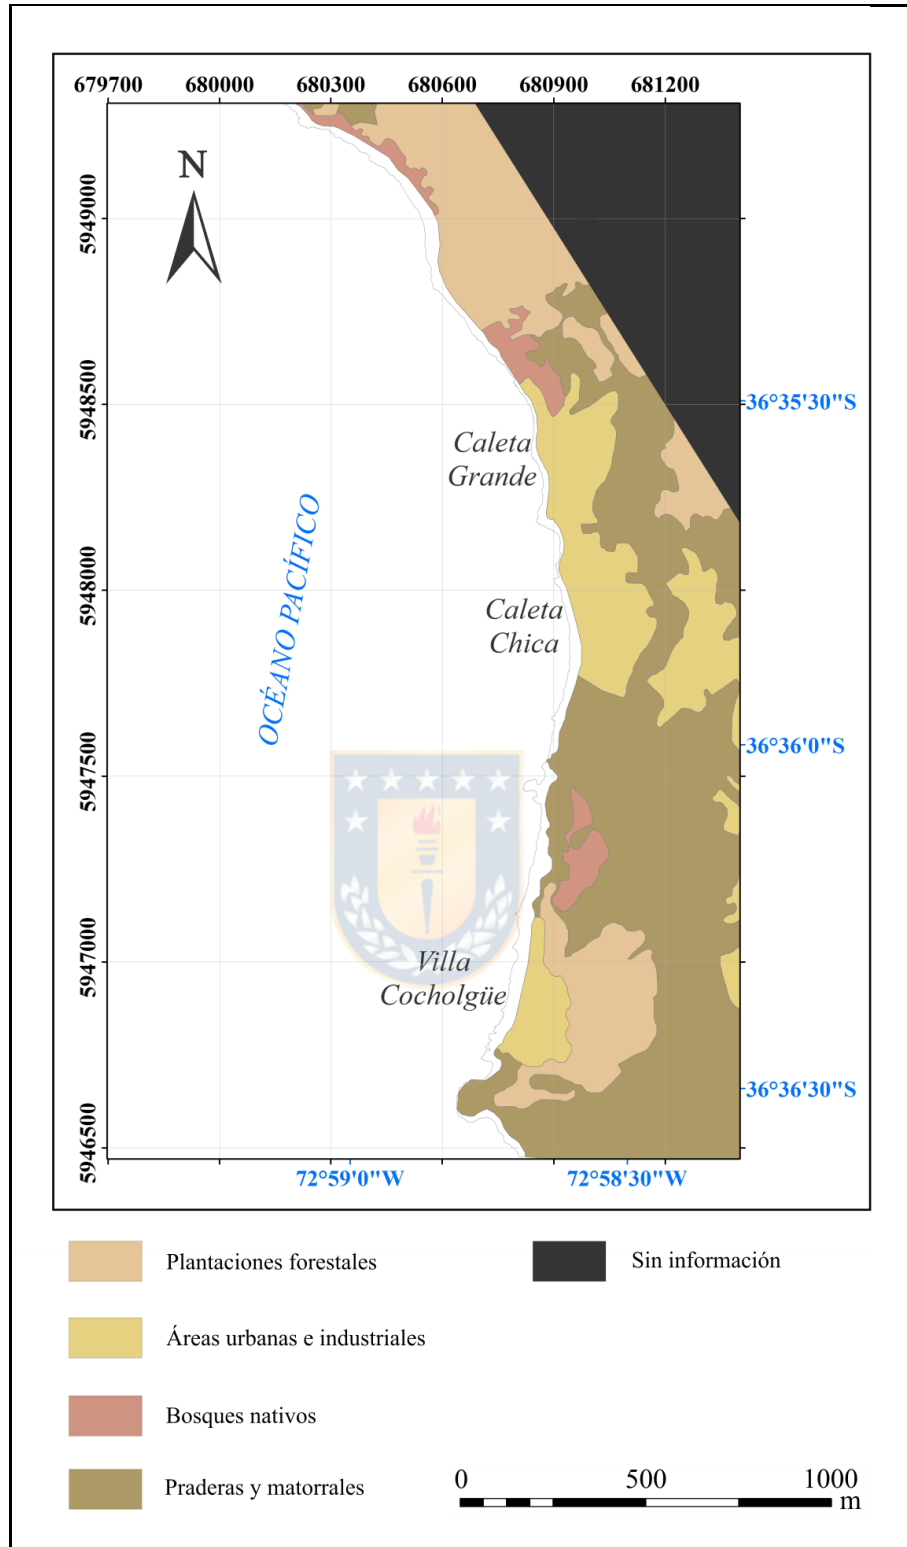 679700 680000 680300 680600 680900 681200
N
5949000
5948500
36°35'30"S
Caleta
Grande
OCÉANO PACÍFICO
5948000
Caleta
Chica
5947500
36°36'0"S
5947000
Villa
Cocholgüe
36°36'30"S
5946500
72°59'0"W 72°58'30"W
Plantaciones forestales
Sin información
Áreas urbanas e industriales
Bosques nativos
Praderas y matorrales
0 500 1000
m